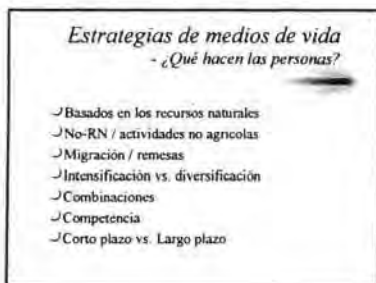 Estrategias de medios de vida
- ¿Qué hacen las personas?
Basados en los recursos naturales
No-RN / actividades no agrícolas
Migración / remesas
Intensificación vs. diversificación
Combinaciones
Competencia
Corto plazo vs. Largo plazo